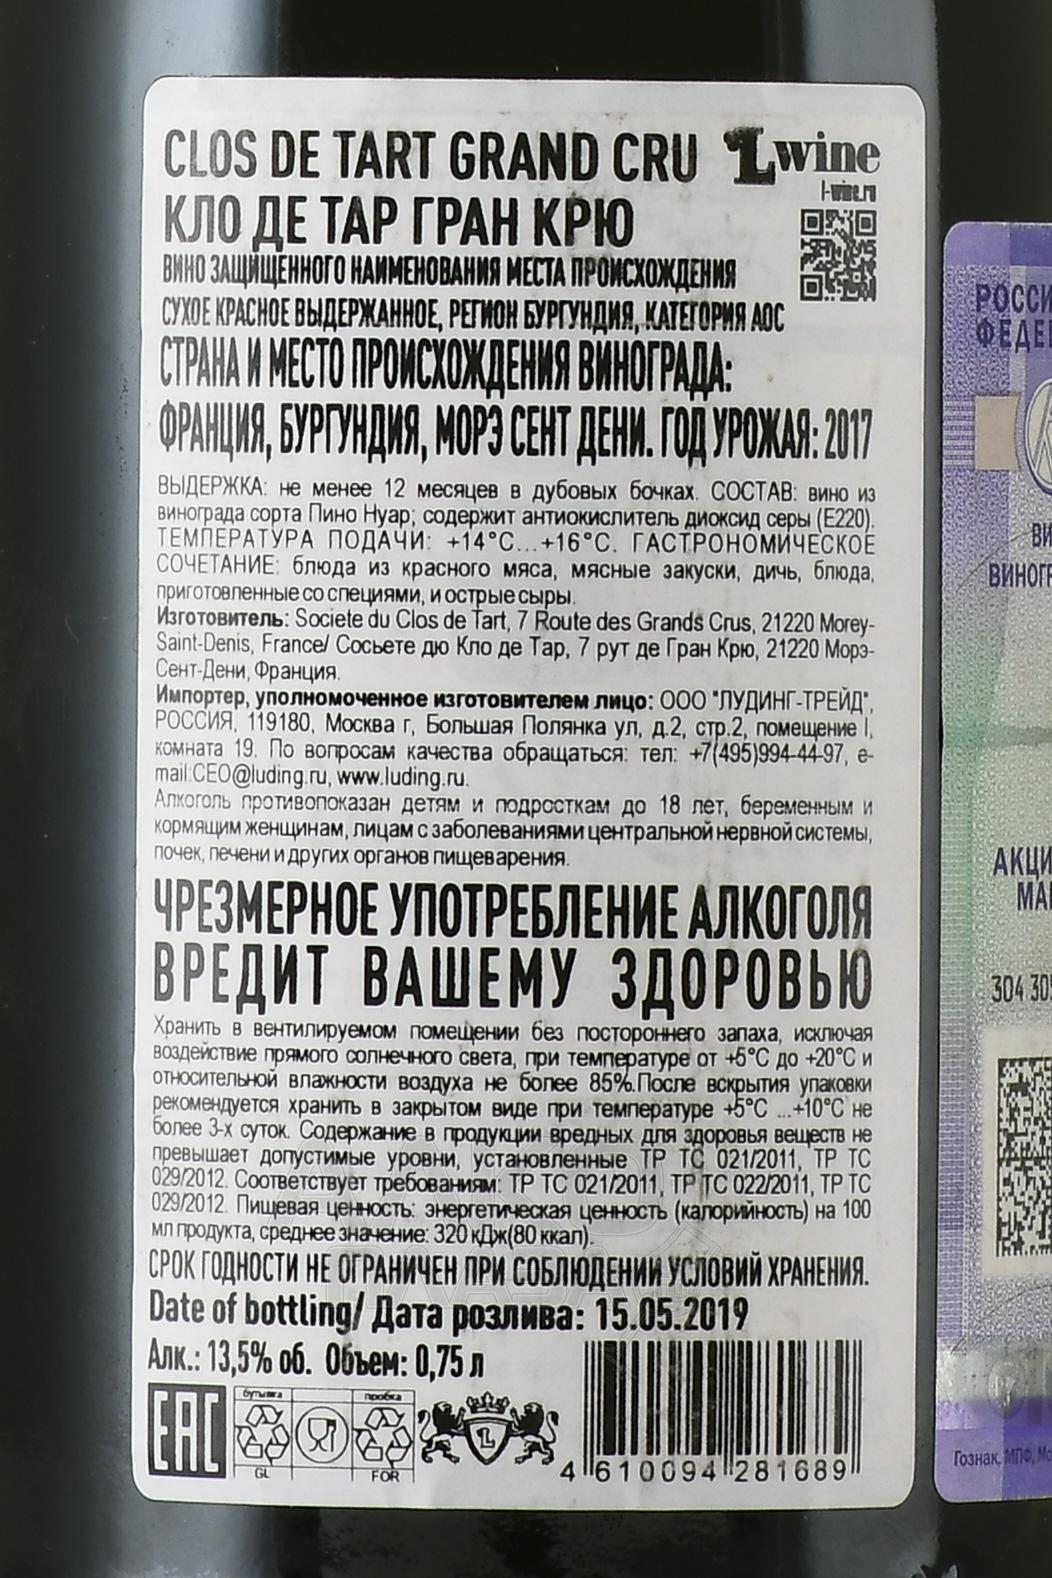 CLOS DE TART GRAND CRU
Lwine
l-wine.ru
КЛО ДЕ ТАР ГРАН КРЮ
ВИНО ЗАЩИЩЕННОГО НАИМЕНОВАНИЯ МЕСТА ПРОИСХОЖДЕНИЯ
СУХОЕ КРАСНОЕ ВЫДЕРЖАННОЕ, РЕГИОН БУРГУНДИЯ, КАТЕГОРИЯ АОС
СТРАНА И МЕСТО ПРОИСХОЖДЕНИЯ ВИНОГРАДА:
ФРАНЦИЯ, БУРГУНДИЯ, МОРЭ СЕНТ ДЕНИ. ГОД УРОЖАЯ: 2017
ВЫДЕРЖКА: не менее 12 месяцев в дубовых бочках. СОСТАВ: вино из
винограда сорта Пино Нуар; содержит антиокислитель диоксид серы (E220).
ТЕМПЕРАТУРА ПОДАЧИ: +14°С...+16°С. ГАСТРОНОМИЧЕСКОЕ
СОЧЕТАНИЕ: блюда из красного мяса, мясные закуски, дичь, блюда,
приготовленные со специями, и острые сыры.
Изготовитель: Societe du Clos de Tart, 7 Route des Grands Crus, 21220 Morey-
Saint-Denis, France/ Сосьете дю Кло де Тар, 7 рут де Гран Крю, 21220 Морэ-
Сент-Дени, Франция.
Импортер, уполномоченное изготовителем лицо: ООО "ЛУДИНГ-ТРЕЙД",
РОССИЯ, 119180, Москва г, Большая Полянка ул, д.2, стр.2, помещение I,
комната 19. По вопросам качества обращаться: тел: +7(495)994-44-97, e-
mail:CEO@luding.ru, www.luding.ru.
Алкоголь противопоказан детям и подросткам до 18 лет, беременным и
кормящим женщинам, лицам с заболеваниями центральной нервной системы,
почек, печени и других органов пищеварения.
ЧРЕЗМЕРНОЕ УПОТРЕБЛЕНИЕ АЛКОГОЛЯ
ВРЕДИТ ВАШЕМУ ЗДОРОВЬЮ
Хранить в вентилируемом помещении без постороннего запаха, исключая
воздействие прямого солнечного света, при температуре от +5°С до +20°С и
относительной влажности воздуха не более 85%.После вскрытия упаковки
рекомендуется хранить в закрытом виде при температуре +5°С ...+10°С не
более 3-х суток. Содержание в продукции вредных для здоровья веществ не
превышает допустимые уровни, установленные ТР ТС 021/2011, ТР ТС
029/2012. Соответствует требованиям: ТР ТС 021/2011, ТР ТС 022/2011, ТР ТС
029/2012. Пищевая ценность: энергетическая ценность (калорийность) на 100
мл продукта, среднее значение: 320 кДж(80 ккал).
СРОК ГОДНОСТИ НЕ ОГРАНИЧЕН ПРИ СОБЛЮДЕНИИ УСЛОВИЙ ХРАНЕНИЯ.
Date of bottling/ Дата розлива: 15.05.2019
Алк.: 13,5% об. Объем: 0,75 л
EAC
бутылка
GL
пробка
FOR
L
4 610094 281689
РОССИ
ФЕДЕ
ВИ
ВИНОГР
АКЦИ
МА
304 30
Гознак, МПФ, Мо